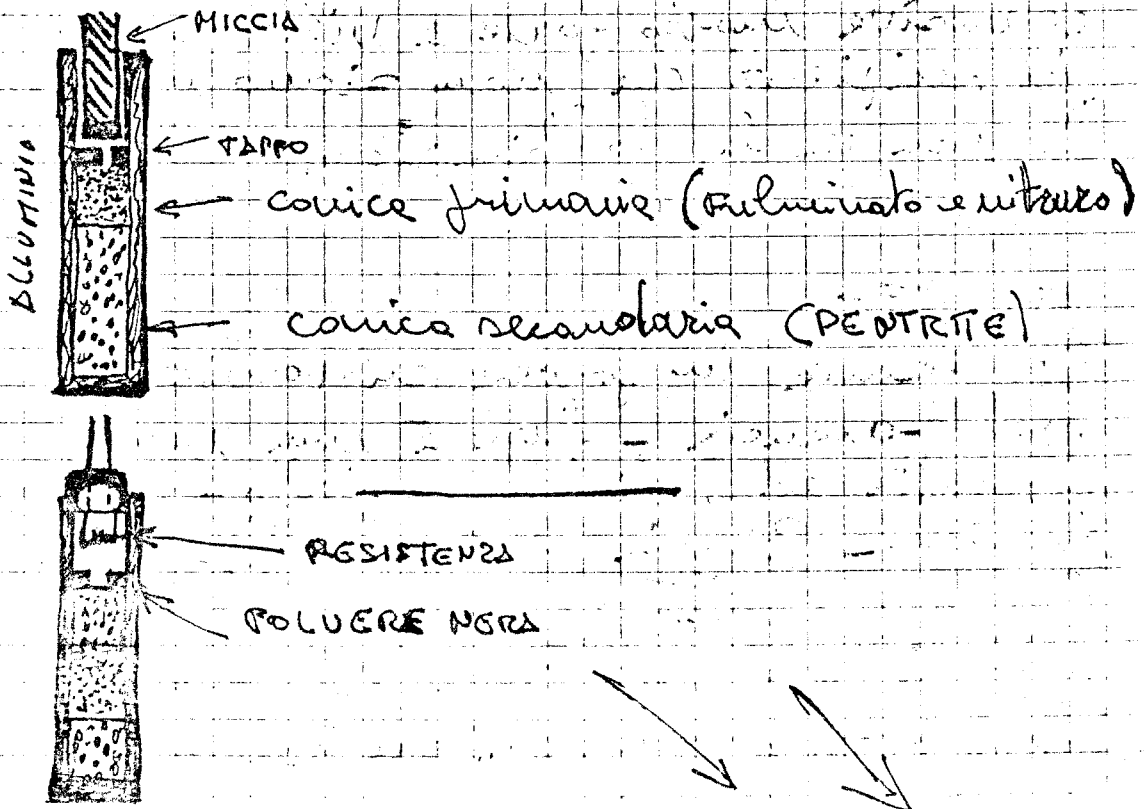 MICCIA
TAPPO
ALLUMINIO
carica primaria (fulminato e nitruro)
carica secondaria (PENTRITE)
RESISTENZA
POLVERE NERA